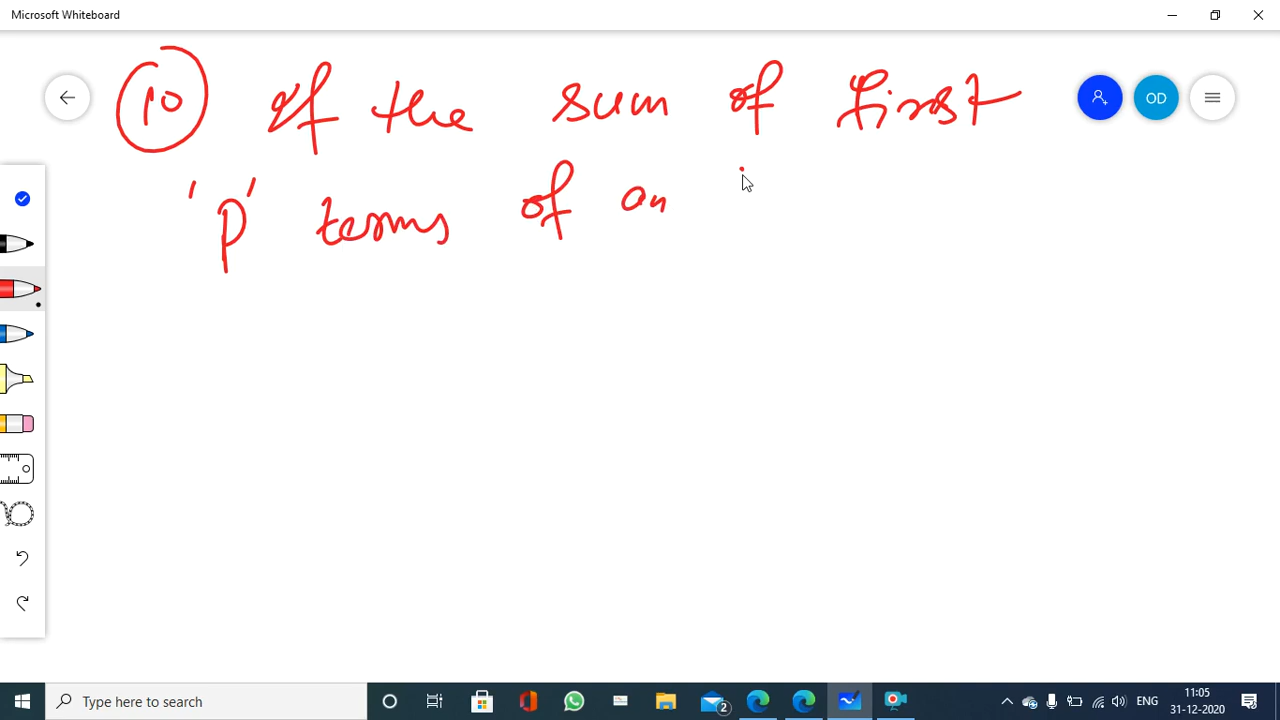 Microsoft Whiteboard
10 If the sum of first
OD
'p' terms of an
Type here to search
2
ENG
11:05
31-12-2020